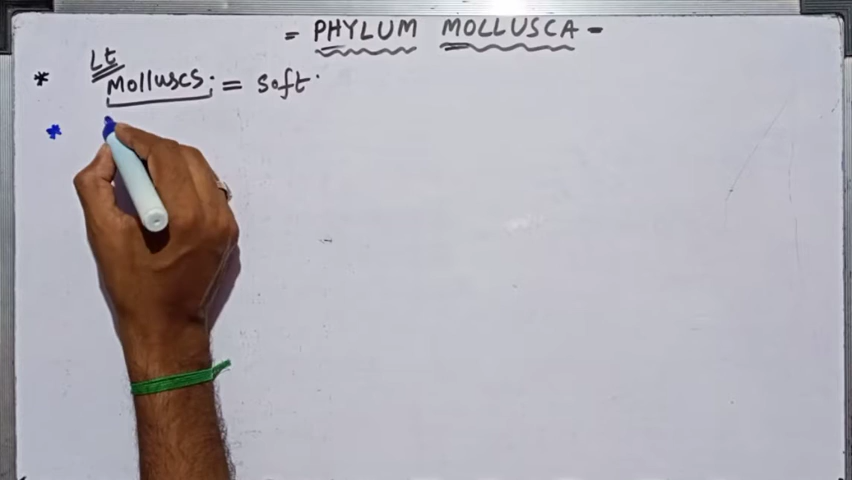 = PHYLUM MOLLUSCA -
Lt
* Molluscs. = Soft.
*